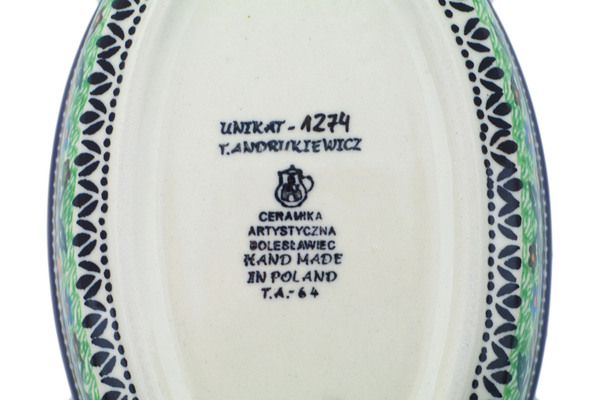 UNIKAT - 1274
T.ANDRUKIEWICZ
CERAMIKA
ARTYSTYCZNA
BOLESŁAWIEC
HAND MADE
IN POLAND
T.A.-64